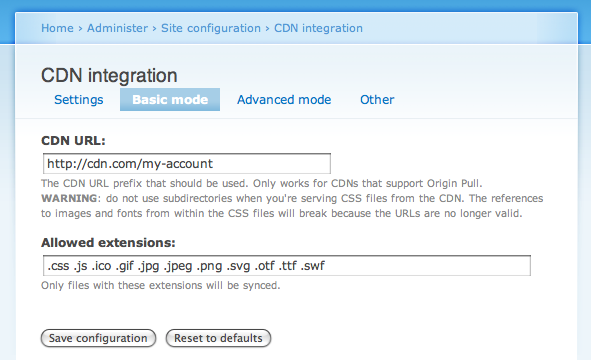 Home › Administer › Site configuration › CDN integration
CDN integration
Settings Basic mode Advanced mode Other
CDN URL:
http://cdn.com/my-account
The CDN URL prefix that should be used. Only works for CDNs that support Origin Pull.
WARNING: do not use subdirectories when you're serving CSS files from the CDN. The references
to images and fonts from within the CSS files will break because the URLs are no longer valid.
Allowed extensions:
.css .js .ico .gif .jpg .jpeg .png .svg .otf .ttf .swf
Only files with these extensions will be synced.
Save configuration Reset to defaults